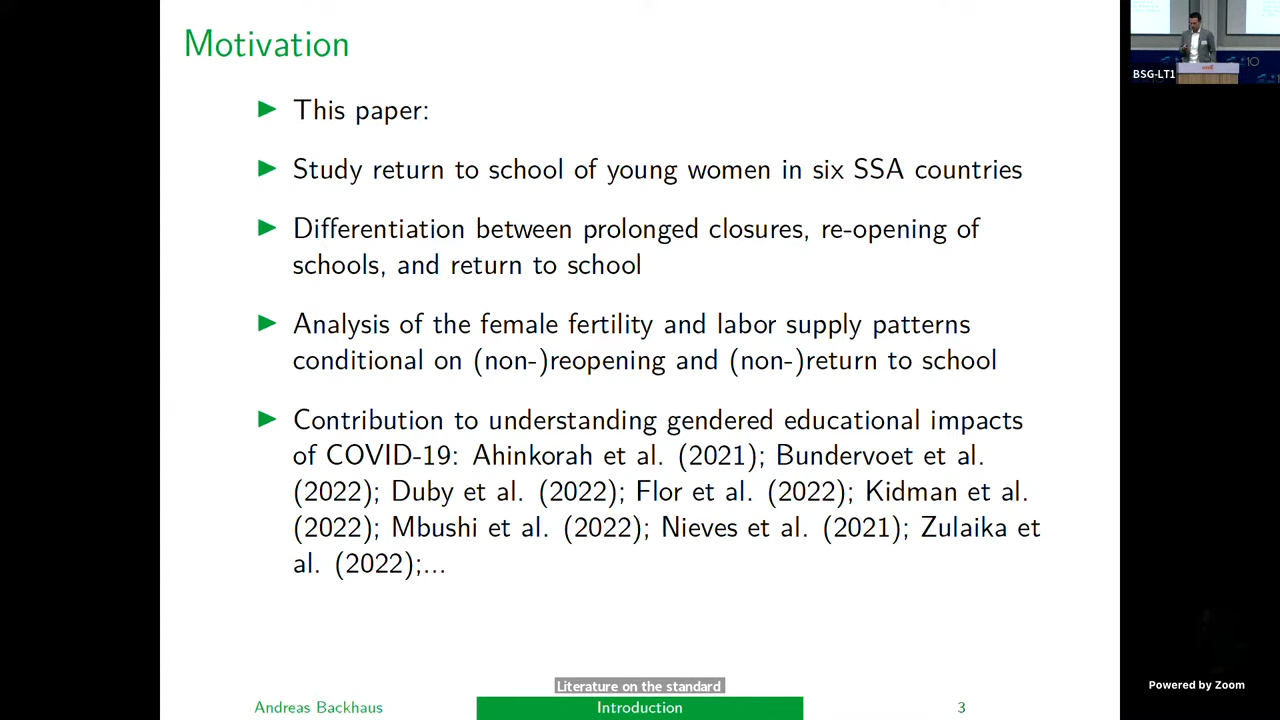 Motivation
This paper:
Study return to school of young women in six SSA countries
Differentiation between prolonged closures, re-opening of
schools, and return to school
Analysis of the female fertility and labor supply patterns
conditional on (non-)reopening and (non-)return to school
Contribution to understanding gendered educational impacts
of COVID-19: Ahinkorah et al. (2021); Bundervoet et al.
(2022); Duby et al. (2022); Flor et al. (2022); Kidman et al.
(2022); Mbushi et al. (2022); Nieves et al. (2021); Zulaika et
al. (2022);...
Literature on the standard
Andreas Backhaus
Introduction
3
BSG-LT1
Powered by Zoom